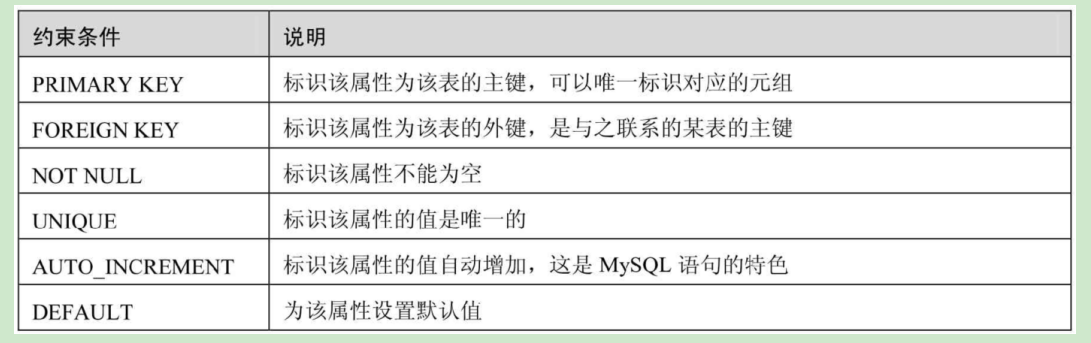 约束条件 说明
PRIMARY KEY 标识该属性为该表的主键，可以唯一标识对应的元组
FOREIGN KEY 标识该属性为该表的外键，是与之联系的某表的主键
NOT NULL 标识该属性不能为空
UNIQUE 标识该属性的值是唯一的
AUTO_INCREMENT 标识该属性的值自动增加，这是 MySQL 语句的特色
DEFAULT 为该属性设置默认值